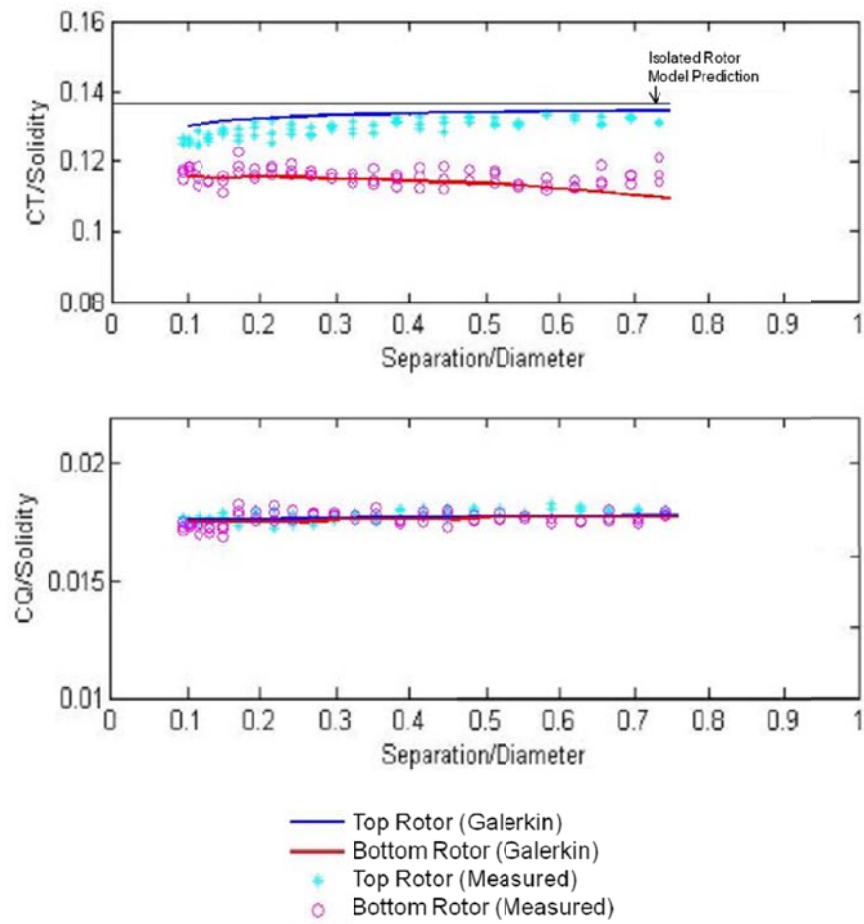 0.16
0.14
0.12
0.1
0.08
CT/Solidity
Isolated Rotor
Model Prediction
0 0.1 0.2 0.3 0.4 0.5 0.6 0.7 0.8 0.9 1
Separation/Diameter
0.02
0.015
0.01
CQ/Solidity
0 0.1 0.2 0.3 0.4 0.5 0.6 0.7 0.8 0.9 1
Separation/Diameter
Top Rotor (Galerkin)
Bottom Rotor (Galerkin)
Top Rotor (Measured)
Bottom Rotor (Measured)